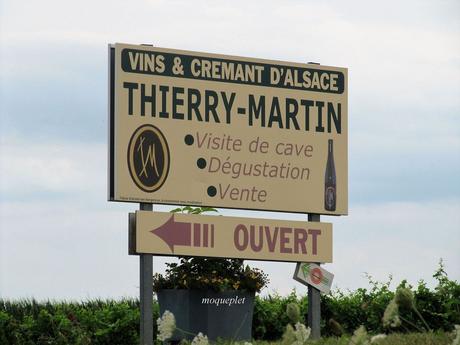 VINS & CREMANT D'ALSACE
THIERRY-MARTIN
Visite de cave
Dégustation
Vente
OUVERT
moqueplet